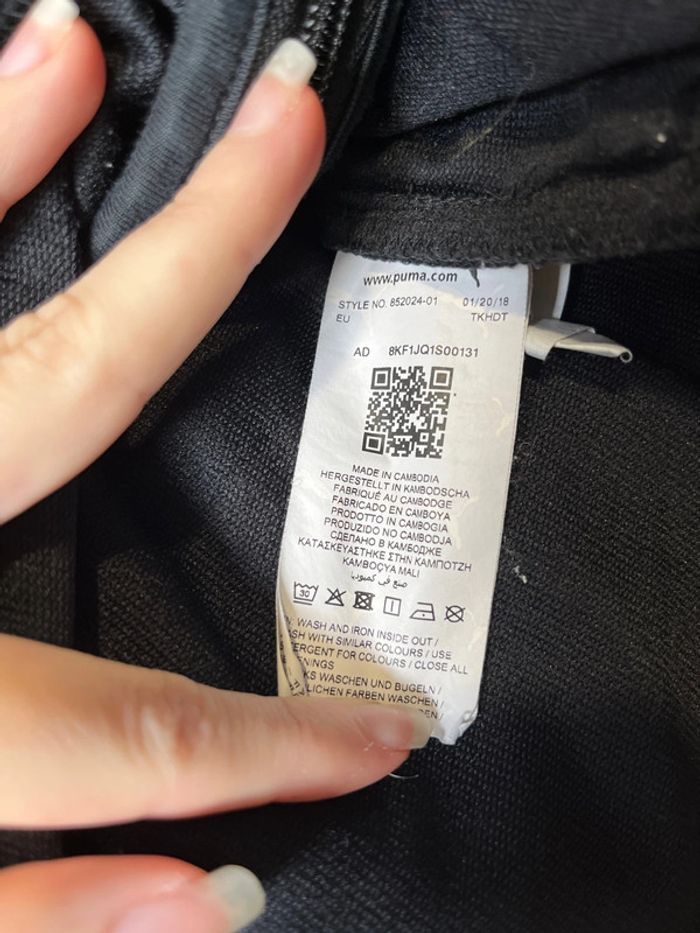 www.puma.com
STYLE NO. 852024-01 01/20/18
EU TKHDT
AD 8KF1JQ1S00131
MADE IN CAMBODIA
HERGESTELLT IN KAMBODSCHA
FABRIQUÉ AU CAMBODGE
FABRICADO EN CAMBOYA
PRODOTTO IN CAMBOGIA
PRODUZIDO NO CAMBODJA
СДЕЛАНО В КАМБОДЖЕ
ΚΑΤΑΣΚΕΥΑΣΤΗΚΕ ΣΤΗΝ ΚΑΜΠΟΤΖΗ
KAMBOÇYA MALI
صنع في كمبوديا
30
WASH AND IRON INSIDE OUT /
WITH SIMILAR COLOURS / USE
FOR COLOURS / CLOSE ALL
WASCHEN UND BUGELN /
FARBEN WASCHEN /